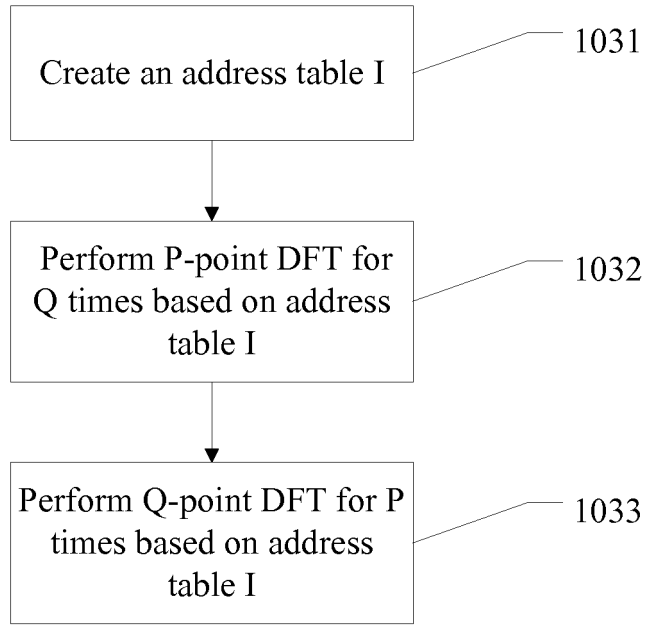 Create an address table I
1031
Perform P-point DFT for
Q times based on address
table I
1032
Perform Q-point DFT for P
times based on address
table I
1033